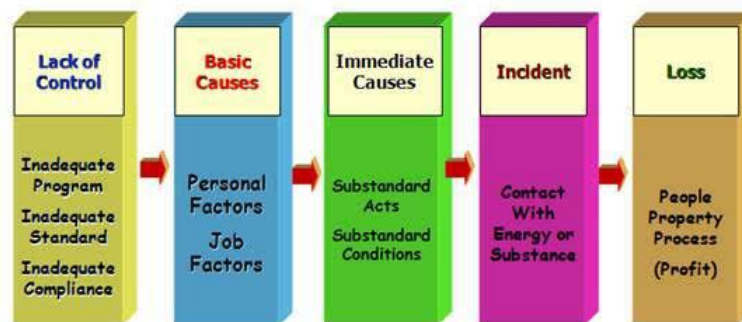 Lack of
Control
Inadequate
Program
Inadequate
Standard
Inadequate
Compliance
Basic
Causes
Personal
Factors
Job
Factors
Immediate
Causes
Substandard
Acts
Substandard
Conditions
Incident
Contact
With
Energy or
Substance
Loss
People
Property
Process
(Profit)